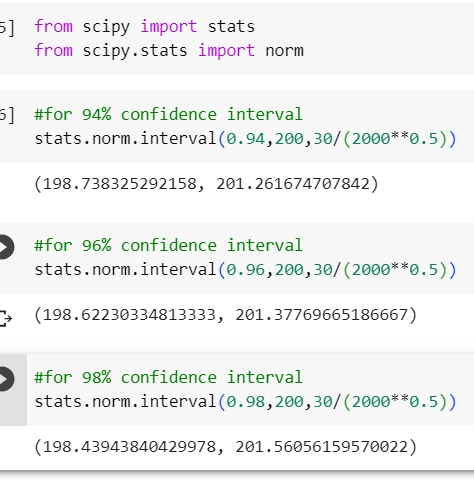 5] from scipy import stats
from scipy.stats import norm
6] #for 94% confidence interval
stats.norm.interval(0.94,200,30/(2000**0.5))
(198.738325292158, 201.261674707842)
#for 96% confidence interval
stats.norm.interval(0.96,200,30/(2000**0.5))
(198.62230334813333, 201.37769665186667)
#for 98% confidence interval
stats.norm.interval(0.98,200,30/(2000**0.5))
(198.43943840429978, 201.56056159570022)